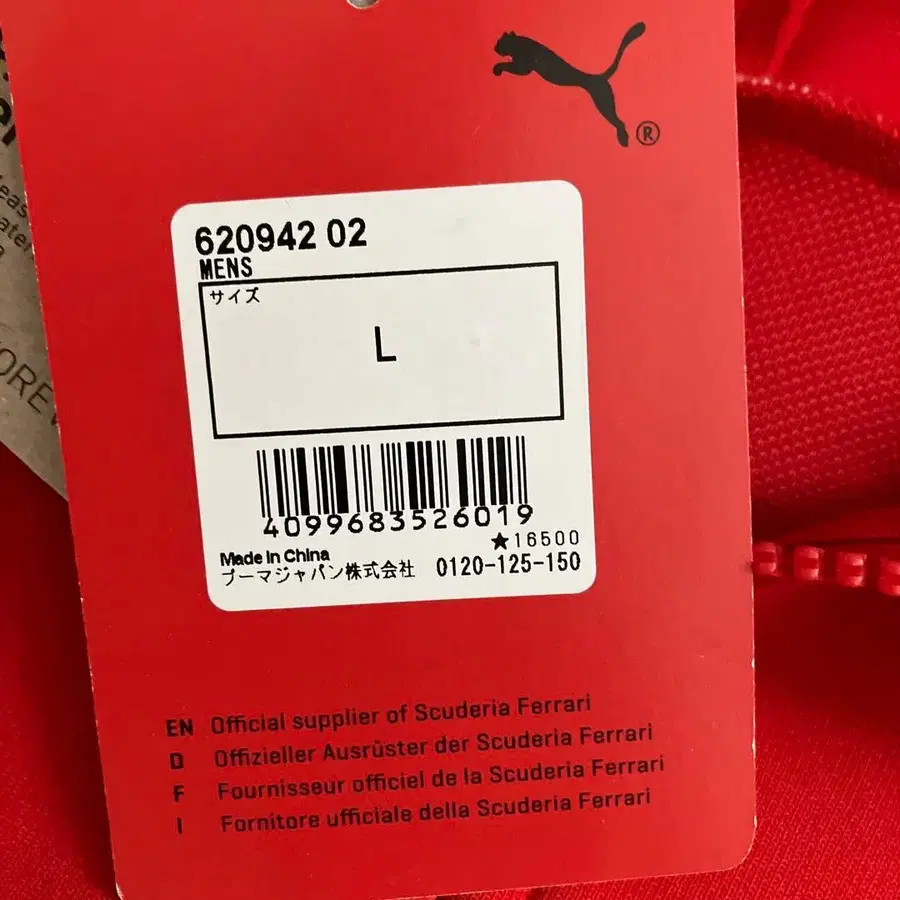 ®
620942 02
MENS
サイズ
L
4099683526019
★16500
Made in China
プーマジャパン株式会社 0120-125-150
EN Official supplier of Scuderia Ferrari
D Offizieller Ausrüster der Scuderia Ferrari
F Fournisseur officiel de la Scuderia Ferrari
I Fornitore ufficiale della Scuderia Ferrari